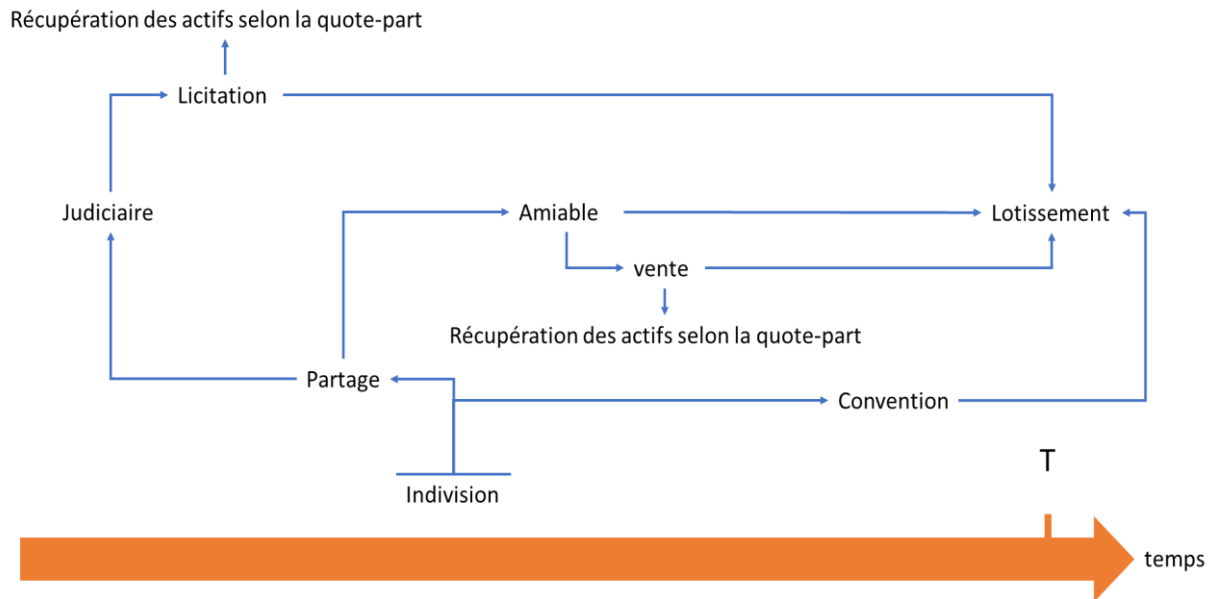 Récupération des actifs selon la quote-part
Licitation
Judiciaire
Amiable
Lotissement
vente
Récupération des actifs selon la quote-part
Partage
Convention
T
Indivision
temps